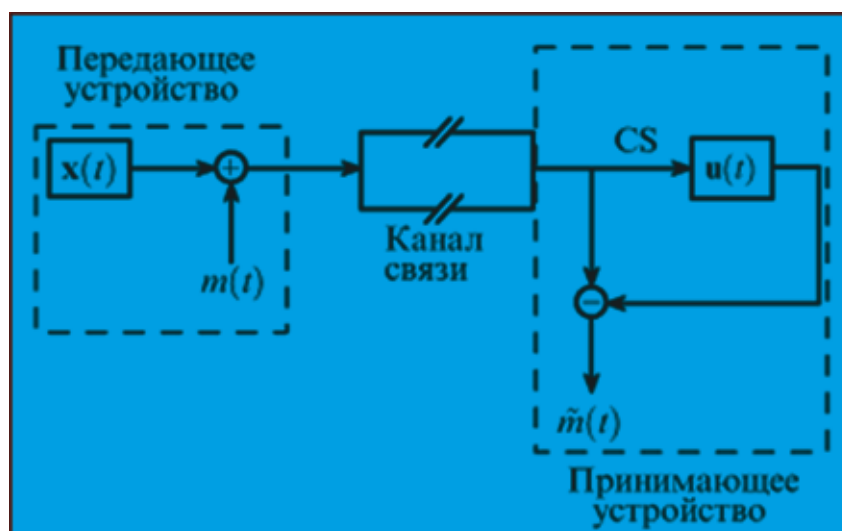 Передающее
устройство
x(t)
+
m(t)
Канал
связи
CS
u(t)
−
m̃(t)
Принимающее
устройство